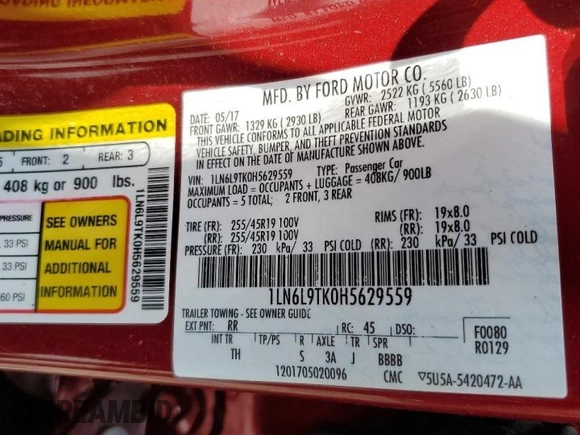 MFD. BY FORD MOTOR CO.
DATE: 05/17 GVWR: 2522 KG ( 5560 LB)
FRONT GAWR: 1329 KG ( 2930 LB) REAR GAWR: 1193 KG ( 2630 LB)
THIS VEHICLE CONFORMS TO ALL APPLICABLE FEDERAL MOTOR
VEHICLE SAFETY, BUMPER, AND THEFT PREVENTION STANDARDS
IN EFFECT ON THE DATE OF MANUFACTURE SHOWN ABOVE.
VIN: 1LN6L9TK0H5629559 TYPE: Passenger Car
MAXIMUM LOAD = OCCUPANTS + LUGGAGE = 408KG/ 900LB
OCCUPANTS = 5 TOTAL; 2 FRONT, 3 REAR
TIRE (FR): 255/45R19 100V RIMS (FR): 19x8.0
(RR): 255/45R19 100V (RR): 19x8.0
PRESSURE (FR): 230 kPa/ 33 PSI COLD (RR): 230 kPa/ 33 PSI COLD
1LN6L9TK0H5629559
TRAILER TOWING - SEE OWNER GUIDE
EXT PNT: RR RC: 45 DSO:
INT TR TP/PS R AXLE TR SPR
TH S 3A J BBBB
1201705020096 CMC 5U5A-5420472-AA
F0080
R0129
ADING INFORMATION
FRONT: 2 REAR: 3
408 kg or 900 lbs.
PRESSURE
33 PSI
33 PSI
60 PSI
SEE OWNERS
MANUAL FOR
ADDITIONAL
INFORMATION
1LN6L9TK0H5629559